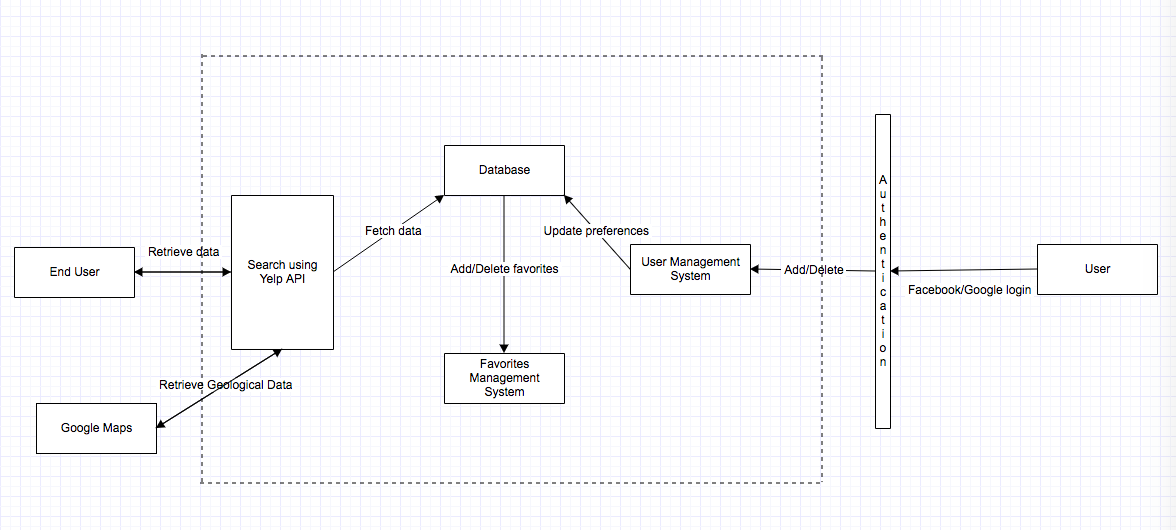 Database
Fetch data
Update preferences
Retrieve data
End User
Search using
Yelp API
Add/Delete favorites
User Management
System
Add/Delete
Authentication
User
Facebook/Google login
Favorites
Management
System
Retrieve Geological Data
Google Maps